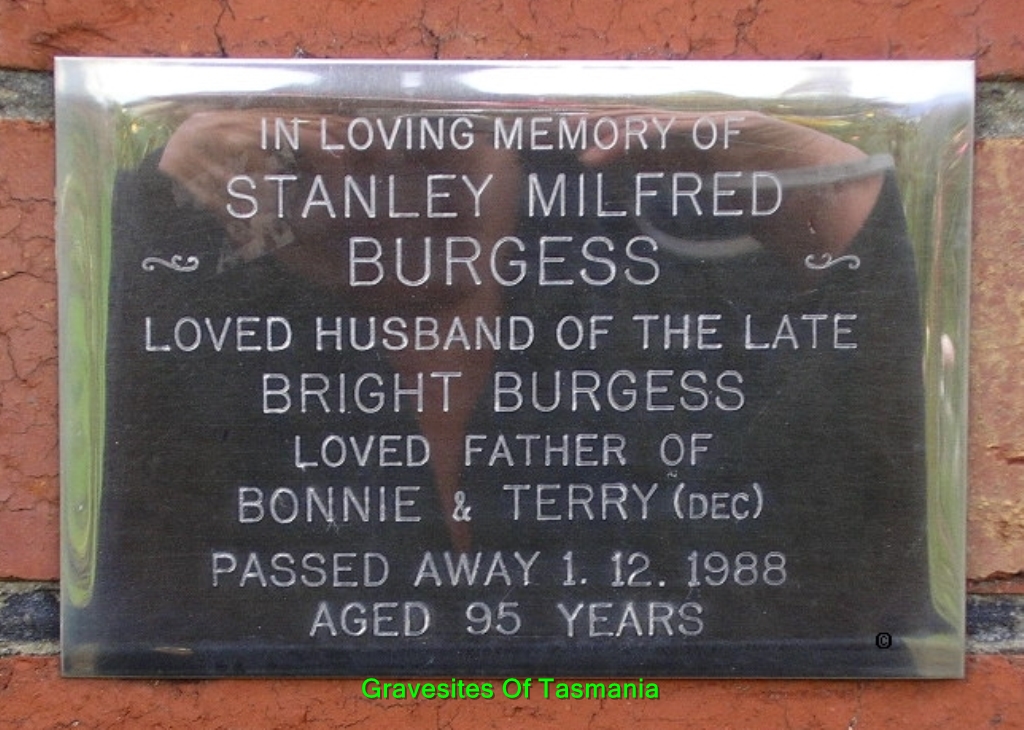 IN LOVING MEMORY OF
STANLEY MILFRED
BURGESS
LOVED HUSBAND OF THE LATE
BRIGHT BURGESS
LOVED FATHER OF
BONNIE & TERRY (DEC)
PASSED AWAY 1. 12. 1988
AGED 95 YEARS
©
Gravesites Of Tasmania